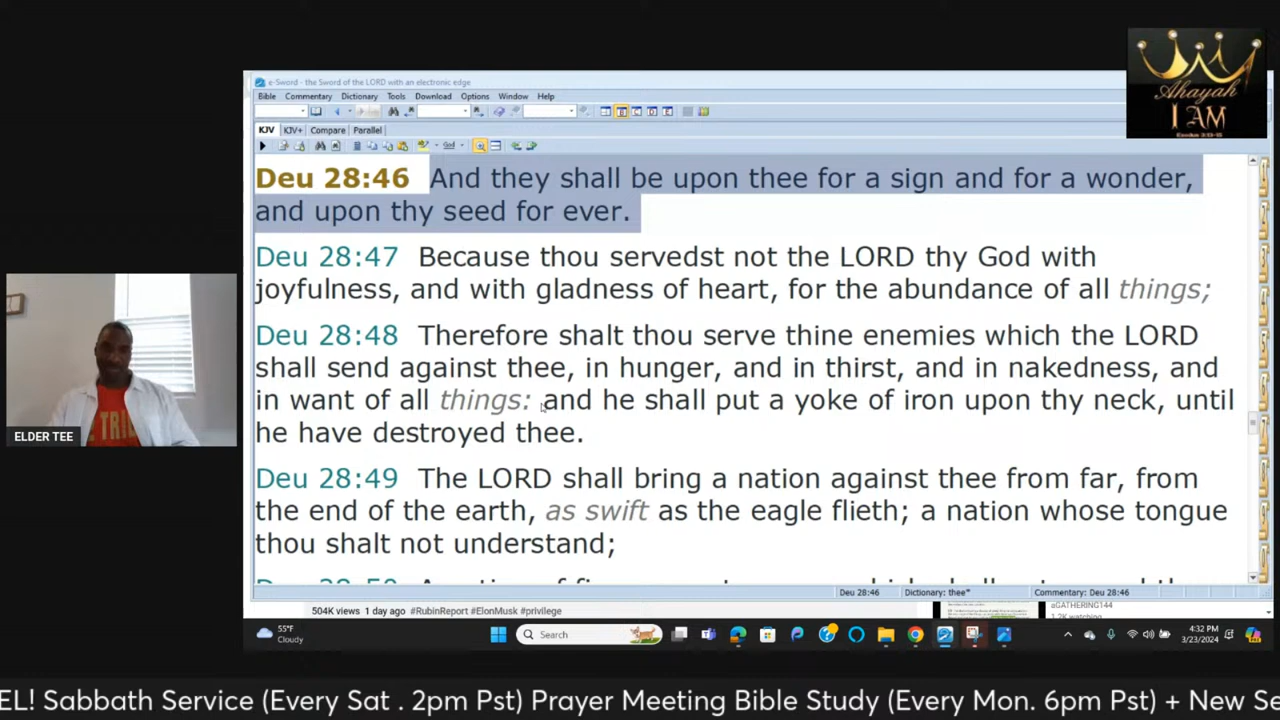 Ahayah
I AM
Exodus 3:13-15
e-Sword - the Sword of the LORD with an electronic edge
Bible Commentary Dictionary Tools Download Options Window Help
KJV KJV+ Compare Parallel
Deu 28:46 And they shall be upon thee for a sign and for a wonder,
and upon thy seed for ever.
Deu 28:47 Because thou servedst not the LORD thy God with
joyfulness, and with gladness of heart, for the abundance of all things;
Deu 28:48 Therefore shalt thou serve thine enemies which the LORD
shall send against thee, in hunger, and in thirst, and in nakedness, and
in want of all things: and he shall put a yoke of iron upon thy neck, until
he have destroyed thee.
Deu 28:49 The LORD shall bring a nation against thee from far, from
the end of the earth, as swift as the eagle flieth; a nation whose tongue
thou shalt not understand;
Deu 28:46 Dictionary: thee* Commentary: Deu 28:46
ELDER TEE
504K views 1 day ago #RubinReport #ElonMusk #privilege
aGATHERING144
1.2K watching
55°F
Cloudy
Search
4:32 PM
3/23/2024
EL! Sabbath Service (Every Sat . 2pm Pst) Prayer Meeting Bible Study (Every Mon. 6pm Pst) + New Se